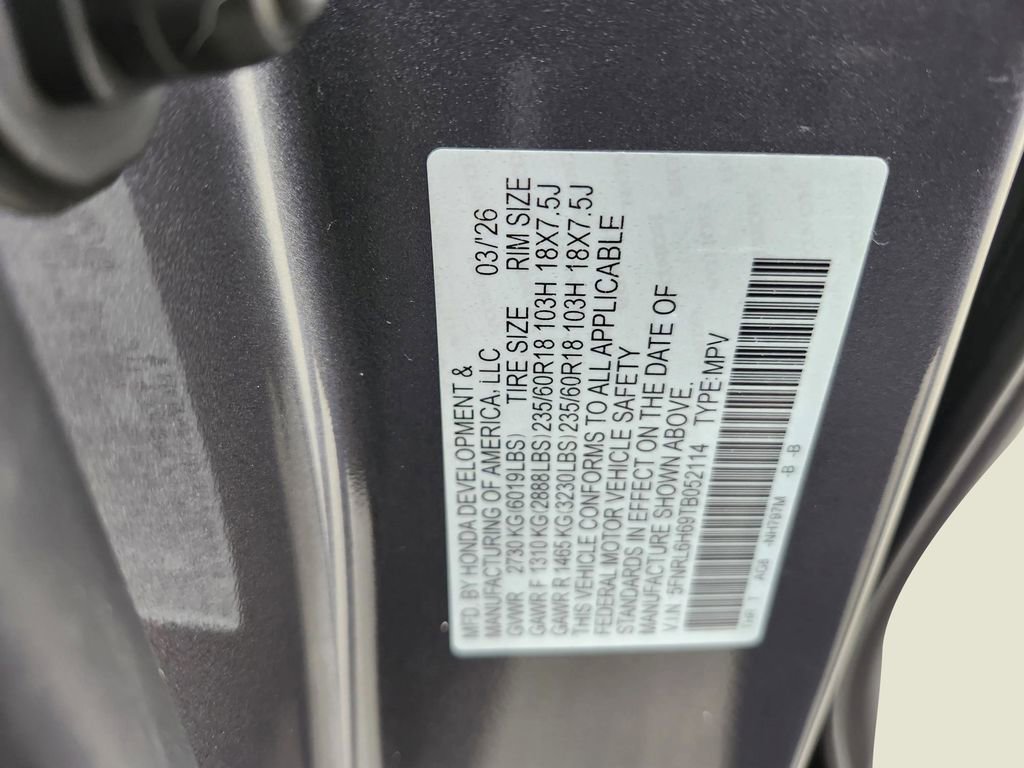 MFD. BY HONDA DEVELOPMENT &
MANUFACTURING OF AMERICA, LLC 03/'26
GVWR 2730 KG(6019LBS) TIRE SIZE RIM SIZE
GAWR F 1310 KG(2888LBS) 235/60R18 103H 18X7.5J
GAWR R 1465 KG(3230LBS) 235/60R18 103H 18X7.5J
THIS VEHICLE CONFORMS TO ALL APPLICABLE
FEDERAL MOTOR VEHICLE SAFETY
STANDARDS IN EFFECT ON THE DATE OF
MANUFACTURE SHOWN ABOVE.
V.I.N 5FNRL6H69TB052114 TYPE:MPV
AG8 NH797M -B -B